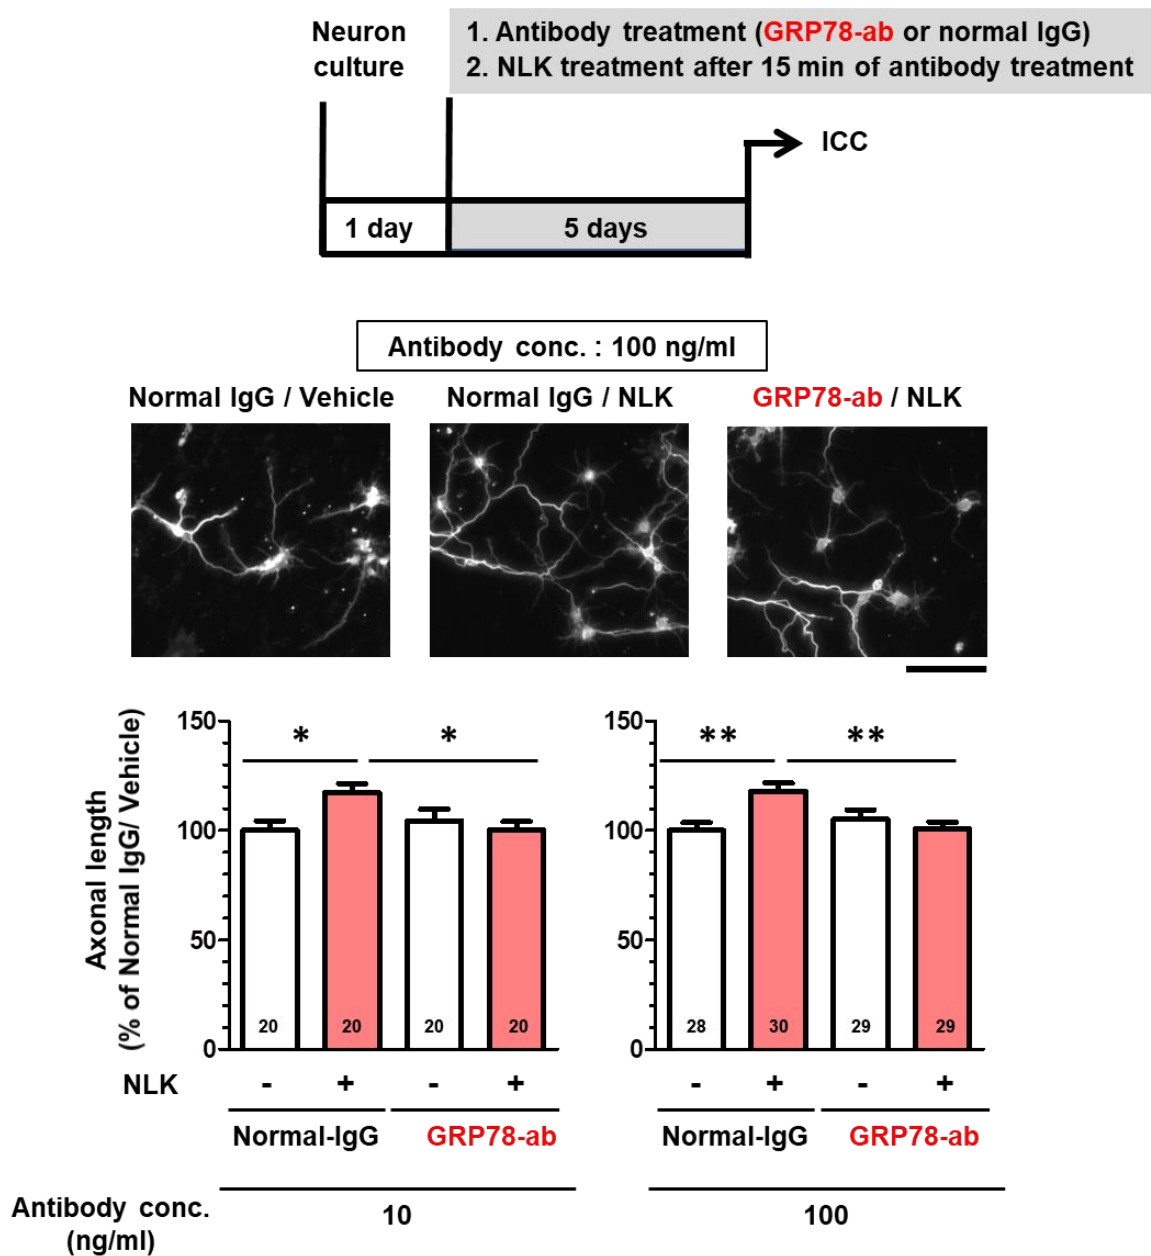 Neuron
culture
1. Antibody treatment (GRP78-ab or normal IgG)
2. NLK treatment after 15 min of antibody treatment
ICC
1 day
5 days
Antibody conc. : 100 ng/ml
Normal IgG / Vehicle
Normal IgG / NLK
GRP78-ab / NLK
Axonal length
(% of Normal IgG/ Vehicle)
150
100
50
0
*
*
20
20
20
20
150
100
50
0
**
**
28
30
29
29
NLK
- + - +
- + - +
Normal-IgG
GRP78-ab
Normal-IgG
GRP78-ab
Antibody conc.
(ng/ml)
10
100